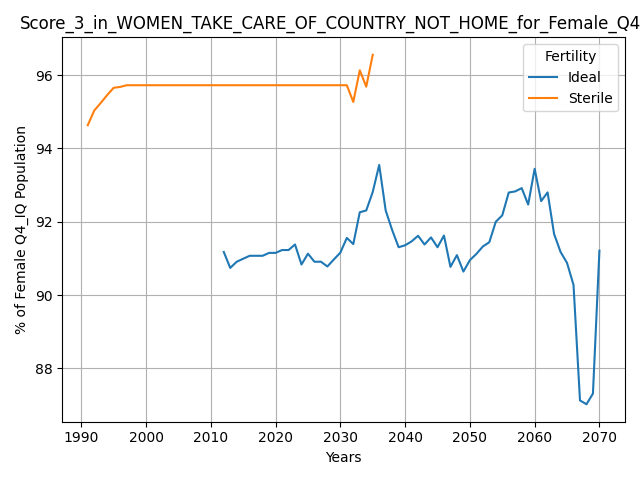 Score_3_in_WOMEN_TAKE_CARE_OF_COUNTRY_NOT_HOME_for_Female_Q4
% of Female Q4_IQ Population
96
94
92
90
88
Fertility
Ideal
Sterile
1990 2000 2010 2020 2030 2040 2050 2060 2070
Years